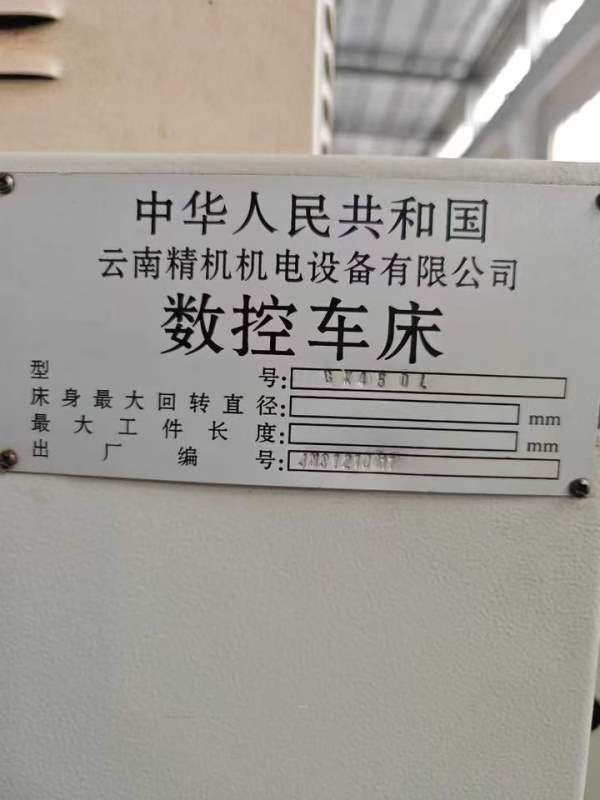 中华人民共和国
云南精机机电设备有限公司
数控车床
型号:
床身最大回转直径: mm
最大工件长度: mm
出厂编号: